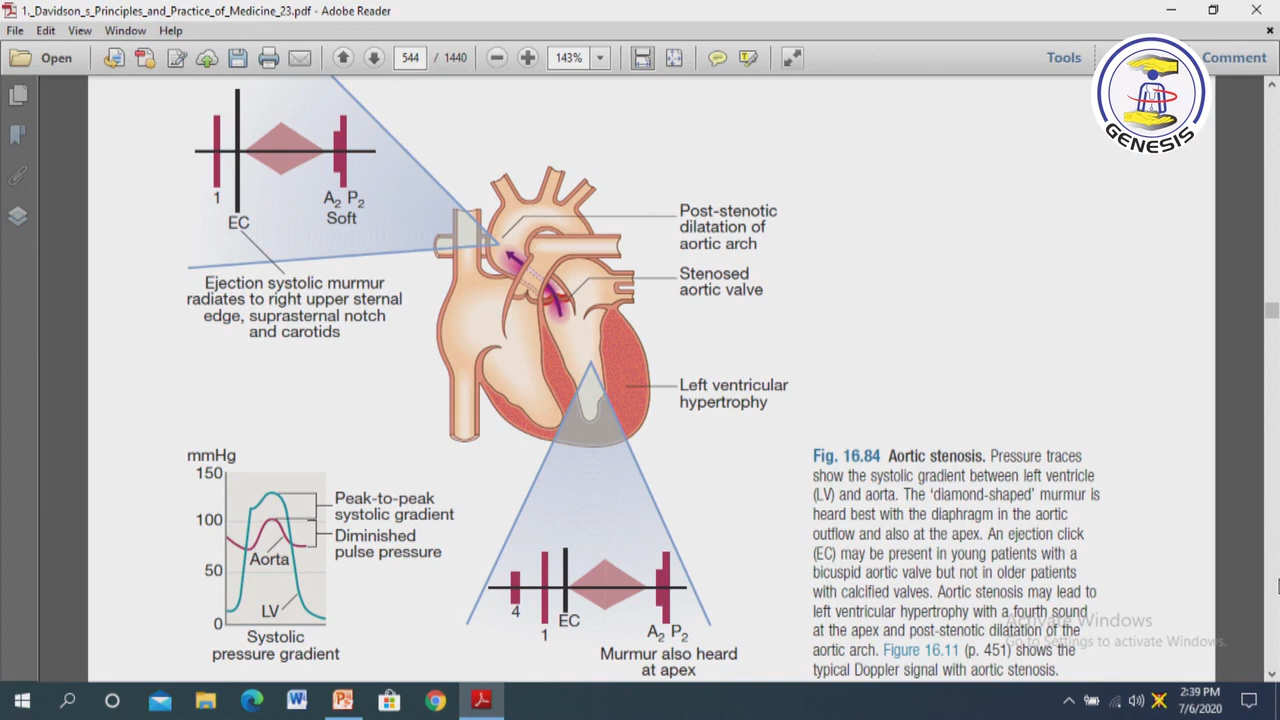 1._Davidson_s_Principles_and_Practice_of_Medicine_23.pdf - Adobe Reader
File Edit View Window Help
Open 544 / 1440 143% Tools Comment
GENESIS
1
EC
A2 P2
Soft
Ejection systolic murmur
radiates to right upper sternal
edge, suprasternal notch
and carotids
Post-stenotic
dilatation of
aortic arch
Stenosed
aortic valve
Left ventricular
hypertrophy
mmHg
150
100
50
0
Peak-to-peak
systolic gradient
Diminished
pulse pressure
Aorta
LV
Systolic
pressure gradient
4
1
EC
A2 P2
Murmur also heard
at apex
Fig. 16.84 Aortic stenosis. Pressure traces
show the systolic gradient between left ventricle
(LV) and aorta. The ‘diamond-shaped’ murmur is
heard best with the diaphragm in the aortic
outflow and also at the apex. An ejection click
(EC) may be present in young patients with a
bicuspid aortic valve but not in older patients
with calcified valves. Aortic stenosis may lead to
left ventricular hypertrophy with a fourth sound
at the apex and post-stenotic dilatation of the
aortic arch. Figure 16.11 (p. 451) shows the
typical Doppler signal with aortic stenosis.
Activate Windows
Go to Settings to activate Windows.
2:39 PM
7/6/2020